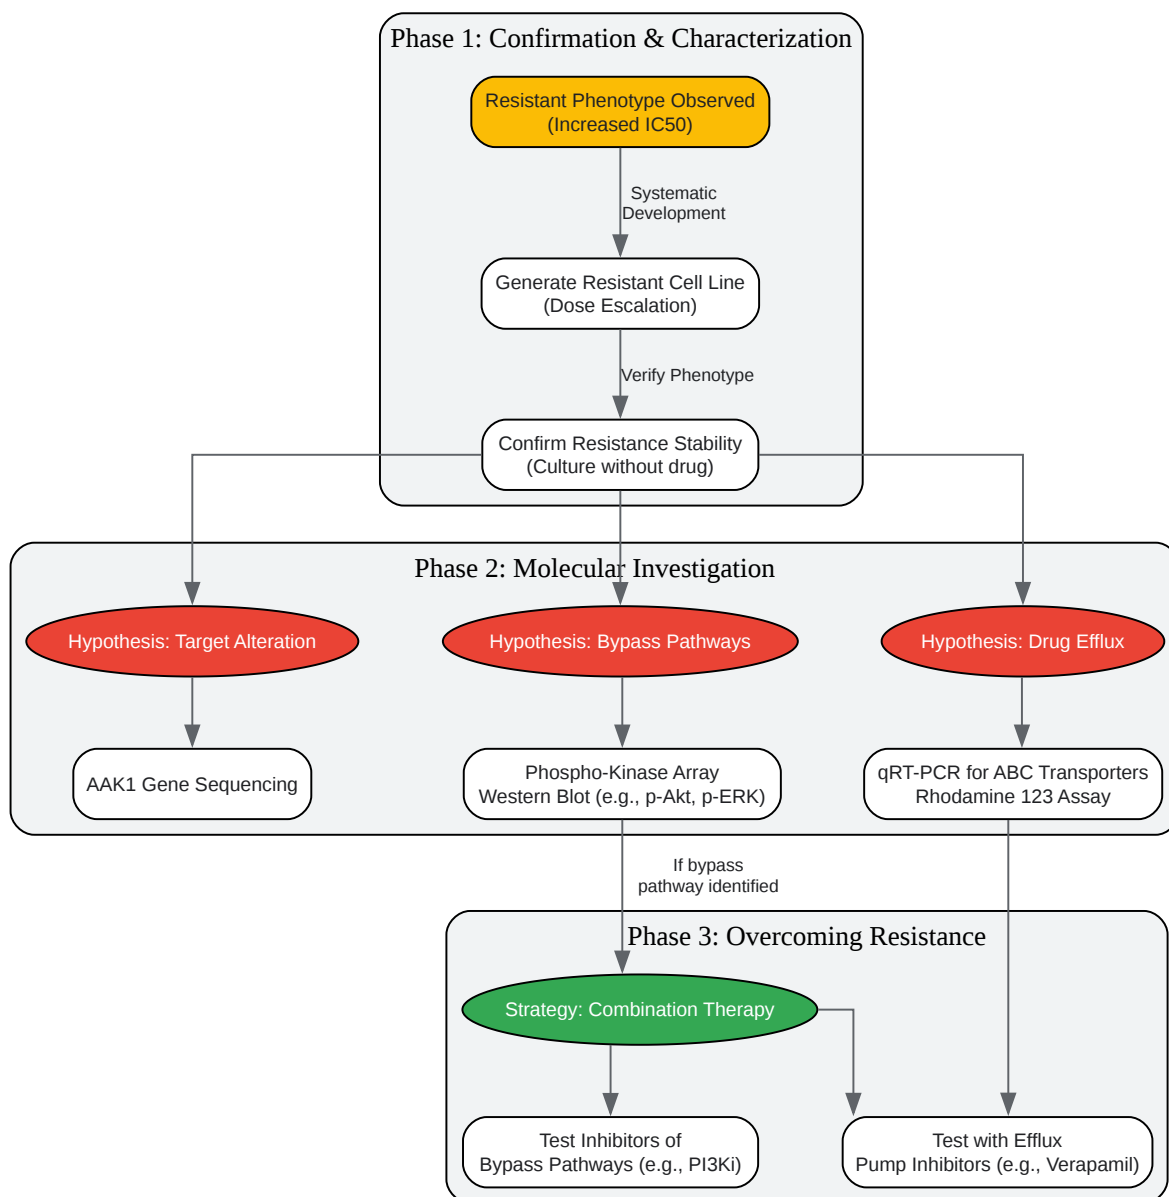 Phase 1: Confirmation & Characterization
Resistant Phenotype Observed
(Increased IC50)
Systematic
Development
Generate Resistant Cell Line
(Dose Escalation)
Verify Phenotype
Confirm Resistance Stability
(Culture without drug)
Phase 2: Molecular Investigation
Hypothesis: Target Alteration
Hypothesis: Bypass Pathways
Hypothesis: Drug Efflux
AAK1 Gene Sequencing
Phospho-Kinase Array
Western Blot (e.g., p-Akt, p-ERK)
qRT-PCR for ABC Transporters
Rhodamine 123 Assay
If bypass
pathway identified
Phase 3: Overcoming Resistance
Strategy: Combination Therapy
Test Inhibitors of
Bypass Pathways (e.g., PI3Ki)
Test with Efflux
Pump Inhibitors (e.g., Verapamil)